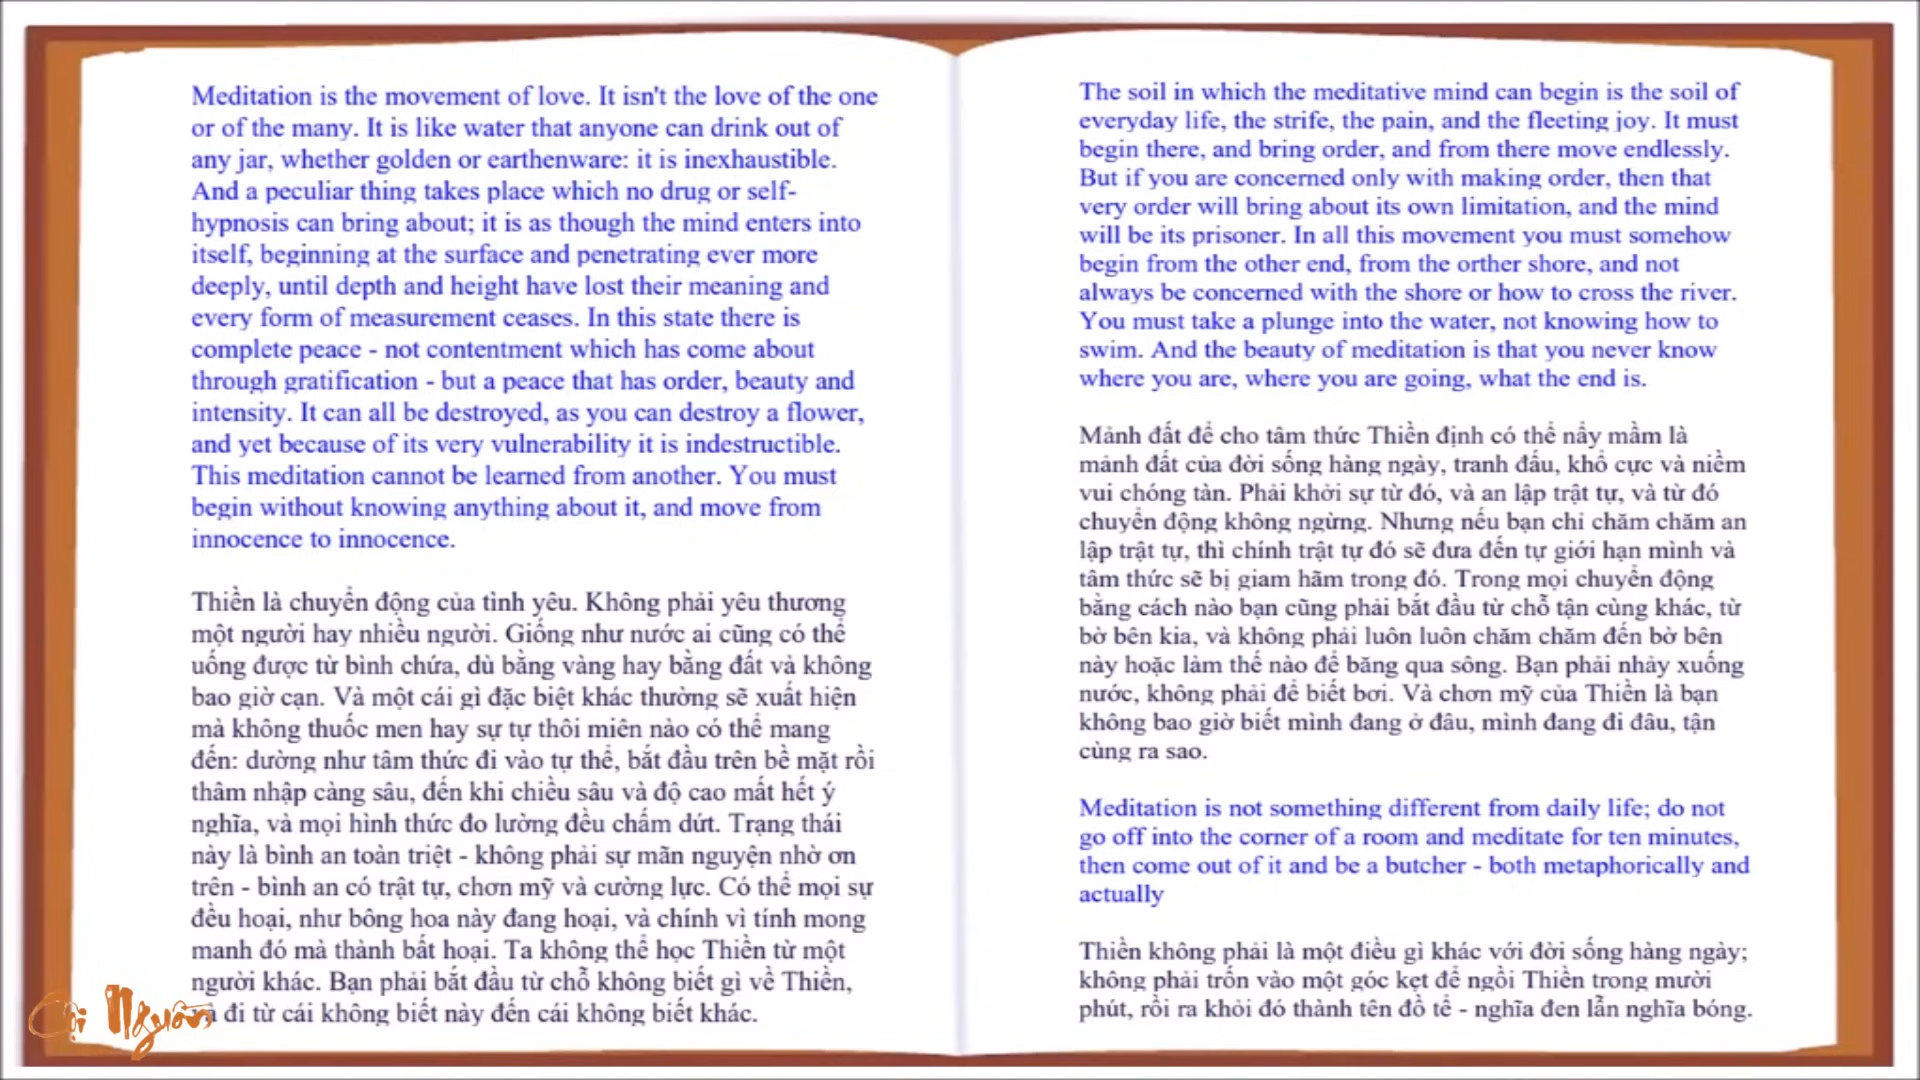 Meditation is the movement of love. It isn't the love of the one
or of the many. It is like water that anyone can drink out of
any jar, whether golden or earthenware: it is inexhaustible.
And a peculiar thing takes place which no drug or self-
hypnosis can bring about; it is as though the mind enters into
itself, beginning at the surface and penetrating ever more
deeply, until depth and height have lost their meaning and
every form of measurement ceases. In this state there is
complete peace - not contentment which has come about
through gratification - but a peace that has order, beauty and
intensity. It can all be destroyed, as you can destroy a flower,
and yet because of its very vulnerability it is indestructible.
This meditation cannot be learned from another. You must
begin without knowing anything about it, and move from
innocence to innocence.
Thiền là chuyển động của tình yêu. Không phải yêu thương
một người hay nhiều người. Giống như nước ai cũng có thể
uống được từ bình chứa, dù bằng vàng hay bằng đất và không
bao giờ cạn. Và một cái gì đặc biệt khác thường sẽ xuất hiện
mà không thuốc men hay sự tự thôi miên nào có thể mang
đến: dường như tâm thức đi vào tự thể, bắt đầu trên bề mặt rồi
thâm nhập càng sâu, đến khi chiều sâu và độ cao mất hết ý
nghĩa, và mọi hình thức đo lường đều chấm dứt. Trạng thái
này là bình an toàn triệt - không phải sự mãn nguyện nhờ ơn
trên - bình an có trật tự, chơn mỹ và cường lực. Có thể mọi sự
đều hoại, như bông hoa này đang hoại, và chính vì tính mong
manh đó mà thành bất hoại. Ta không thể học Thiền từ một
người khác. Bạn phải bắt đầu từ chỗ không biết gì về Thiền,
và đi từ cái không biết này đến cái không biết khác.
Cội Nguồn
The soil in which the meditative mind can begin is the soil of
everyday life, the strife, the pain, and the fleeting joy. It must
begin there, and bring order, and from there move endlessly.
But if you are concerned only with making order, then that
very order will bring about its own limitation, and the mind
will be its prisoner. In all this movement you must somehow
begin from the other end, from the orther shore, and not
always be concerned with the shore or how to cross the river.
You must take a plunge into the water, not knowing how to
swim. And the beauty of meditation is that you never know
where you are, where you are going, what the end is.
Mảnh đất để cho tâm thức Thiền định có thể nẩy mầm là
mảnh đất của đời sống hàng ngày, tranh đấu, khổ cực và niềm
vui chóng tàn. Phải khởi sự từ đó, và an lập trật tự, và từ đó
chuyển động không ngừng. Nhưng nếu bạn chỉ chăm chăm an
lập trật tự, thì chính trật tự đó sẽ đưa đến tự giới hạn mình và
tâm thức sẽ bị giam hãm trong đó. Trong mọi chuyển động
bằng cách nào bạn cũng phải bắt đầu từ chỗ tận cùng khác, từ
bờ bên kia, và không phải luôn luôn chăm chăm đến bờ bên
này hoặc làm thế nào để băng qua sông. Bạn phải nhảy xuống
nước, không phải để biết bơi. Và chơn mỹ của Thiền là bạn
không bao giờ biết mình đang ở đâu, mình đang đi đâu, tận
cùng ra sao.
Meditation is not something different from daily life; do not
go off into the corner of a room and meditate for ten minutes,
then come out of it and be a butcher - both metaphorically and
actually
Thiền không phải là một điều gì khác với đời sống hàng ngày;
không phải trốn vào một góc kẹt để ngồi Thiền trong mười
phút, rồi ra khỏi đó thành tên đồ tể - nghĩa đen lẫn nghĩa bóng.